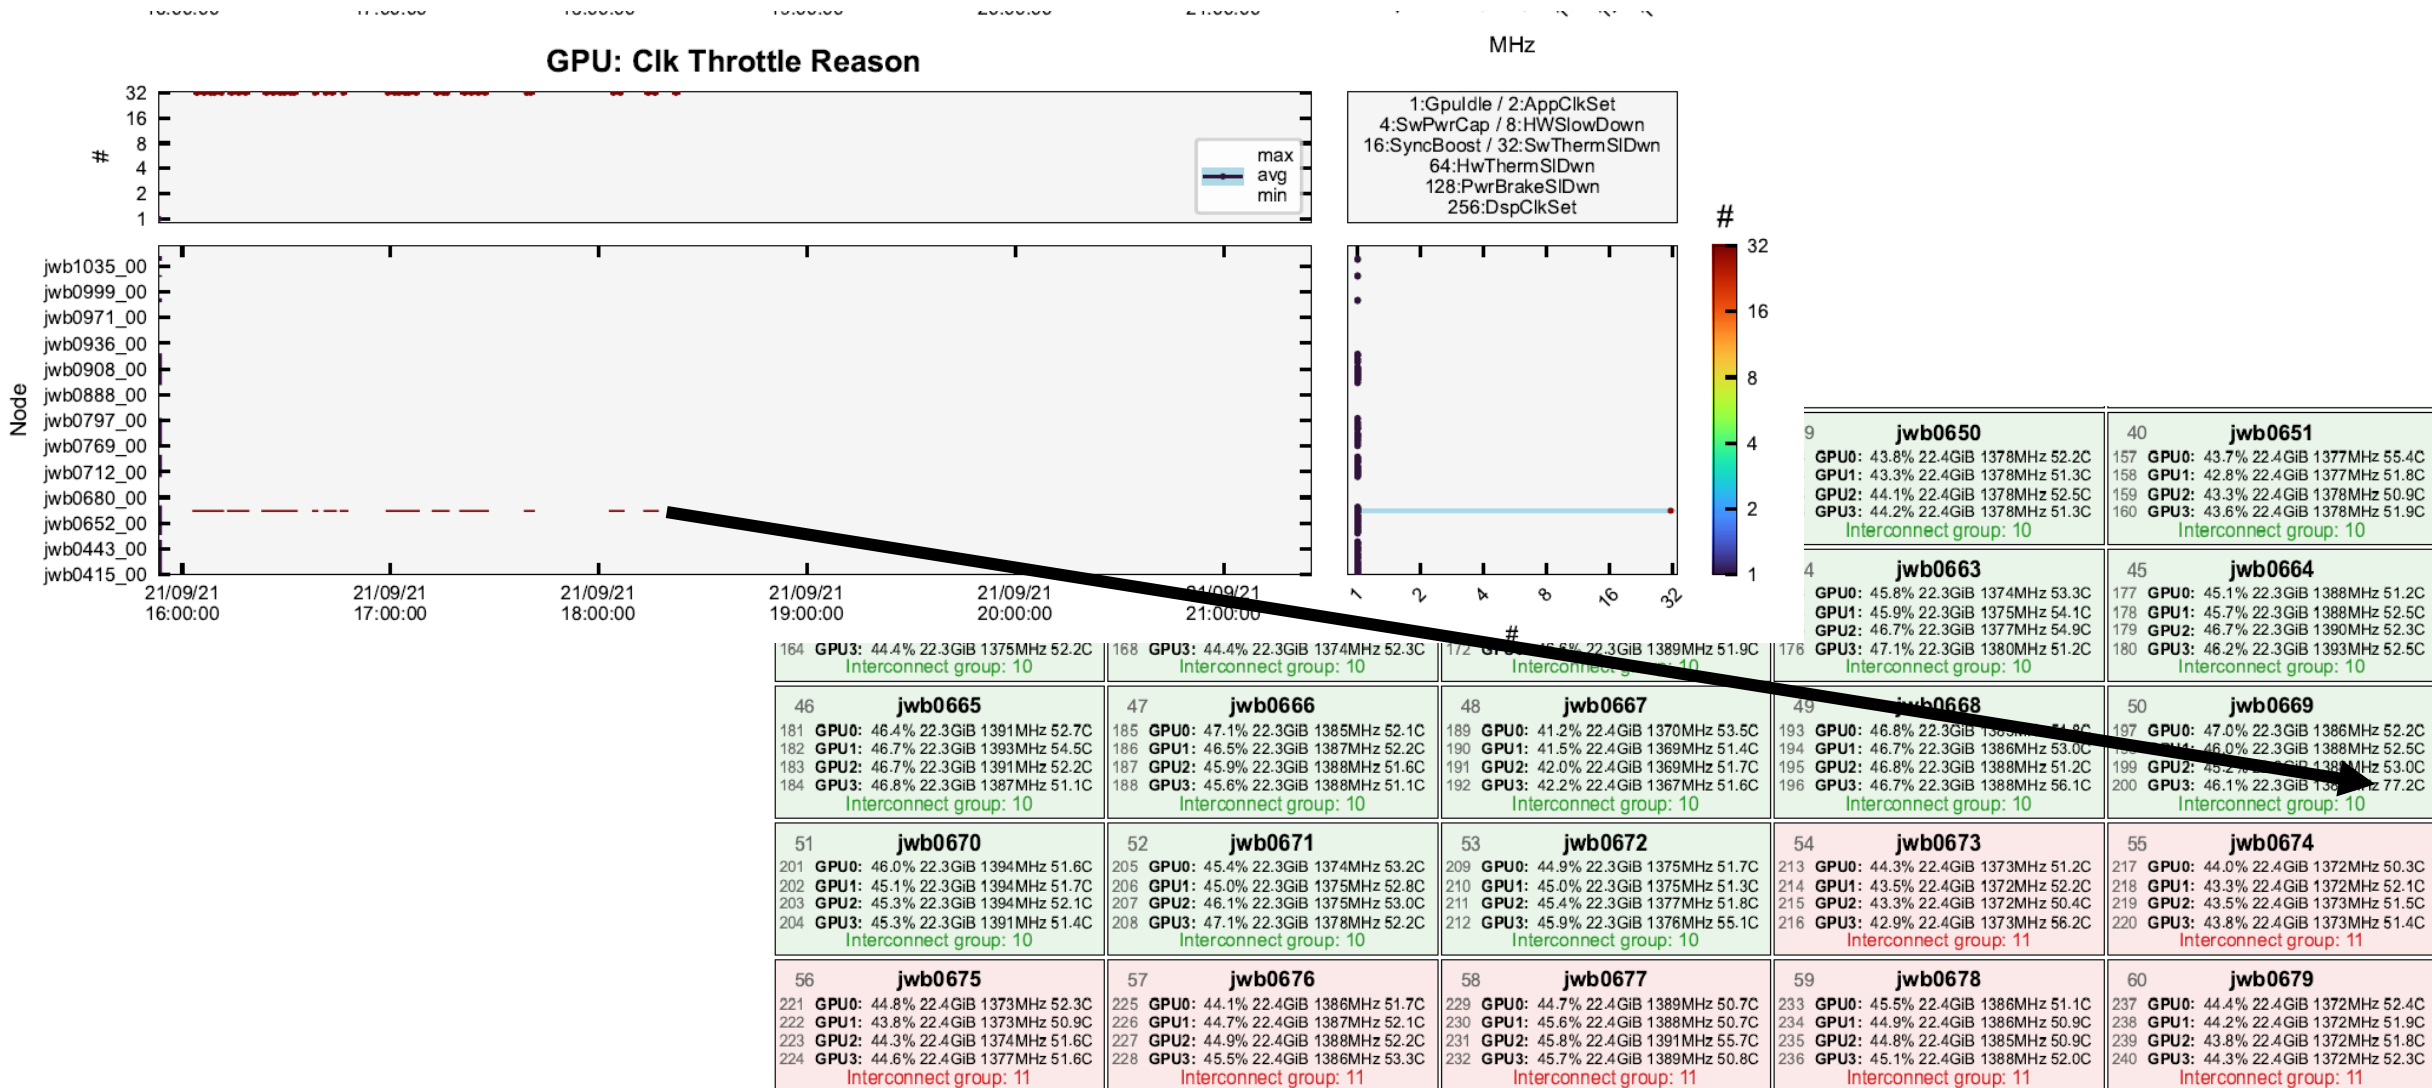 MHz
GPU: Clk Throttle Reason
32
16
8
4
2
1
#
max
avg
min
1:GpuIdle / 2:AppClkSet
4:SwPwrCap / 8:HWSlowDown
16:SyncBoost / 32:SwThermSlDwn
64:HwThermSlDwn
128:PwrBrakeSlDwn
256:DspClkSet
Node
jwb1035_00
jwb0999_00
jwb0971_00
jwb0936_00
jwb0908_00
jwb0888_00
jwb0797_00
jwb0769_00
jwb0712_00
jwb0680_00
jwb0652_00
jwb0443_00
jwb0415_00
21/09/21 21/09/21 21/09/21 21/09/21 21/09/21 21/09/21
16:00:00 17:00:00 18:00:00 19:00:00 20:00:00 21:00:00
1 2 4 8 16 32
#
#
32
16
8
4
2
1
9 jwb0650
GPU0: 43.8% 22.4GiB 1378MHz 52.2C
GPU1: 43.3% 22.4GiB 1378MHz 51.3C
GPU2: 44.1% 22.4GiB 1378MHz 52.5C
GPU3: 44.2% 22.4GiB 1378MHz 51.3C
Interconnect group: 10
40 jwb0651
157 GPU0: 43.7% 22.4GiB 1377MHz 55.4C
158 GPU1: 42.8% 22.4GiB 1377MHz 51.8C
159 GPU2: 43.3% 22.4GiB 1378MHz 50.9C
160 GPU3: 43.6% 22.4GiB 1378MHz 51.9C
Interconnect group: 10
4 jwb0663
GPU0: 45.8% 22.3GiB 1374MHz 53.3C
GPU1: 45.9% 22.3GiB 1375MHz 54.1C
GPU2: 46.7% 22.3GiB 1377MHz 54.9C
176 GPU3: 47.1% 22.3GiB 1380MHz 51.2C
Interconnect group: 10
45 jwb0664
177 GPU0: 45.1% 22.3GiB 1388MHz 51.2C
178 GPU1: 45.7% 22.3GiB 1388MHz 52.5C
179 GPU2: 46.7% 22.3GiB 1390MHz 52.3C
180 GPU3: 46.2% 22.3GiB 1393MHz 52.5C
Interconnect group: 10
164 GPU3: 44.4% 22.3GiB 1375MHz 52.2C
Interconnect group: 10
168 GPU3: 44.4% 22.3GiB 1374MHz 52.3C
Interconnect group: 10
172 22.3GiB 1389MHz 51.9C
Interconnect group: 10
46 jwb0665
181 GPU0: 46.4% 22.3GiB 1391MHz 52.7C
182 GPU1: 46.7% 22.3GiB 1393MHz 54.5C
183 GPU2: 46.7% 22.3GiB 1391MHz 52.2C
184 GPU3: 46.8% 22.3GiB 1387MHz 51.1C
Interconnect group: 10
47 jwb0666
185 GPU0: 47.1% 22.3GiB 1385MHz 52.1C
186 GPU1: 46.5% 22.3GiB 1387MHz 52.2C
187 GPU2: 45.9% 22.3GiB 1388MHz 51.6C
188 GPU3: 45.6% 22.3GiB 1388MHz 51.1C
Interconnect group: 10
48 jwb0667
189 GPU0: 41.2% 22.4GiB 1370MHz 53.5C
190 GPU1: 41.5% 22.4GiB 1369MHz 51.4C
191 GPU2: 42.0% 22.4GiB 1369MHz 51.7C
192 GPU3: 42.2% 22.4GiB 1367MHz 51.6C
Interconnect group: 10
49 jwb0668
193 GPU0: 46.8% 22.3GiB
194 GPU1: 46.7% 22.3GiB 1386MHz 53.0C
195 GPU2: 46.8% 22.3GiB 1388MHz 51.2C
196 GPU3: 46.7% 22.3GiB 1388MHz 56.1C
Interconnect group: 10
50 jwb0669
197 GPU0: 47.0% 22.3GiB 1386MHz 52.2C
46.0% 22.3GiB 1388MHz 52.5C
199 GPU2: 53.0C
200 GPU3: 46.1% 22.3GiB 77.2C
Interconnect group: 10
51 jwb0670
201 GPU0: 46.0% 22.3GiB 1394MHz 51.6C
202 GPU1: 45.1% 22.3GiB 1394MHz 51.7C
203 GPU2: 45.3% 22.3GiB 1394MHz 52.1C
204 GPU3: 45.3% 22.3GiB 1391MHz 51.4C
Interconnect group: 10
52 jwb0671
205 GPU0: 45.4% 22.3GiB 1374MHz 53.2C
206 GPU1: 45.0% 22.3GiB 1375MHz 52.8C
207 GPU2: 46.1% 22.3GiB 1375MHz 53.0C
208 GPU3: 47.1% 22.3GiB 1378MHz 52.2C
Interconnect group: 10
53 jwb0672
209 GPU0: 44.9% 22.3GiB 1375MHz 51.7C
210 GPU1: 45.0% 22.3GiB 1375MHz 51.3C
211 GPU2: 45.4% 22.3GiB 1377MHz 51.8C
212 GPU3: 45.9% 22.3GiB 1376MHz 55.1C
Interconnect group: 10
54 jwb0673
213 GPU0: 44.3% 22.4GiB 1373MHz 51.2C
214 GPU1: 43.5% 22.4GiB 1372MHz 52.2C
215 GPU2: 43.3% 22.4GiB 1372MHz 50.4C
216 GPU3: 42.9% 22.4GiB 1373MHz 56.2C
Interconnect group: 11
55 jwb0674
217 GPU0: 44.0% 22.4GiB 1372MHz 50.3C
218 GPU1: 43.3% 22.4GiB 1372MHz 52.1C
219 GPU2: 43.5% 22.4GiB 1373MHz 51.5C
220 GPU3: 43.8% 22.4GiB 1373MHz 51.4C
Interconnect group: 11
56 jwb0675
221 GPU0: 44.8% 22.4GiB 1373MHz 52.3C
222 GPU1: 43.8% 22.4GiB 1373MHz 50.9C
223 GPU2: 44.3% 22.4GiB 1374MHz 51.6C
224 GPU3: 44.6% 22.4GiB 1377MHz 51.6C
Interconnect group: 11
57 jwb0676
225 GPU0: 44.1% 22.4GiB 1386MHz 51.7C
226 GPU1: 44.7% 22.4GiB 1387MHz 52.1C
227 GPU2: 44.9% 22.4GiB 1388MHz 52.2C
228 GPU3: 45.5% 22.4GiB 1386MHz 53.3C
Interconnect group: 11
58 jwb0677
229 GPU0: 44.7% 22.4GiB 1389MHz 50.7C
230 GPU1: 45.6% 22.4GiB 1388MHz 50.7C
231 GPU2: 45.8% 22.4GiB 1391MHz 55.7C
232 GPU3: 45.7% 22.4GiB 1389MHz 50.8C
Interconnect group: 11
59 jwb0678
233 GPU0: 45.5% 22.4GiB 1386MHz 51.1C
234 GPU1: 44.9% 22.4GiB 1386MHz 50.9C
235 GPU2: 44.8% 22.4GiB 1385MHz 50.9C
236 GPU3: 45.1% 22.4GiB 1388MHz 52.0C
Interconnect group: 11
60 jwb0679
237 GPU0: 44.4% 22.4GiB 1372MHz 52.4C
238 GPU1: 44.2% 22.4GiB 1372MHz 51.9C
239 GPU2: 43.8% 22.4GiB 1372MHz 51.8C
240 GPU3: 44.3% 22.4GiB 1372MHz 52.3C
Interconnect group: 11